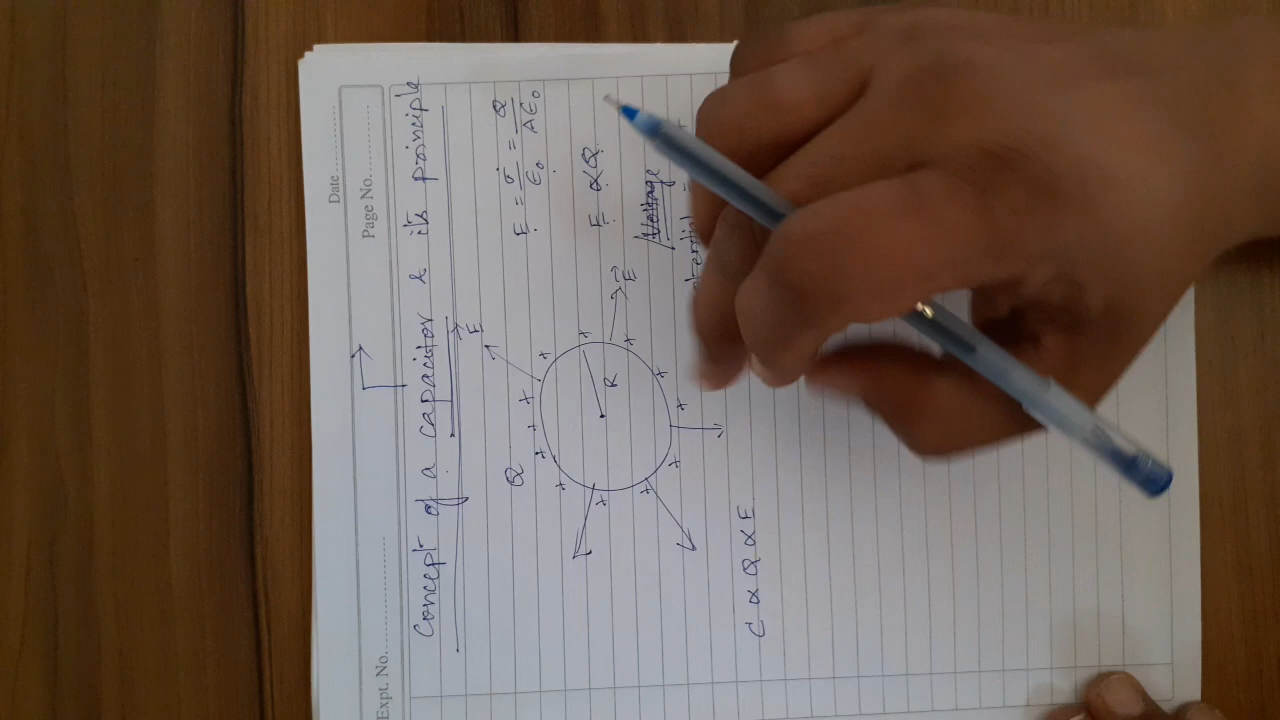 Date..............
Page No..............
Expt. No.....................
Concept of a capacitor & its principle
E
E = σ/ε₀ = Q/Aε₀
Q
E ∝ Q
R
E
Voltage
C ∝ Q ∝ E